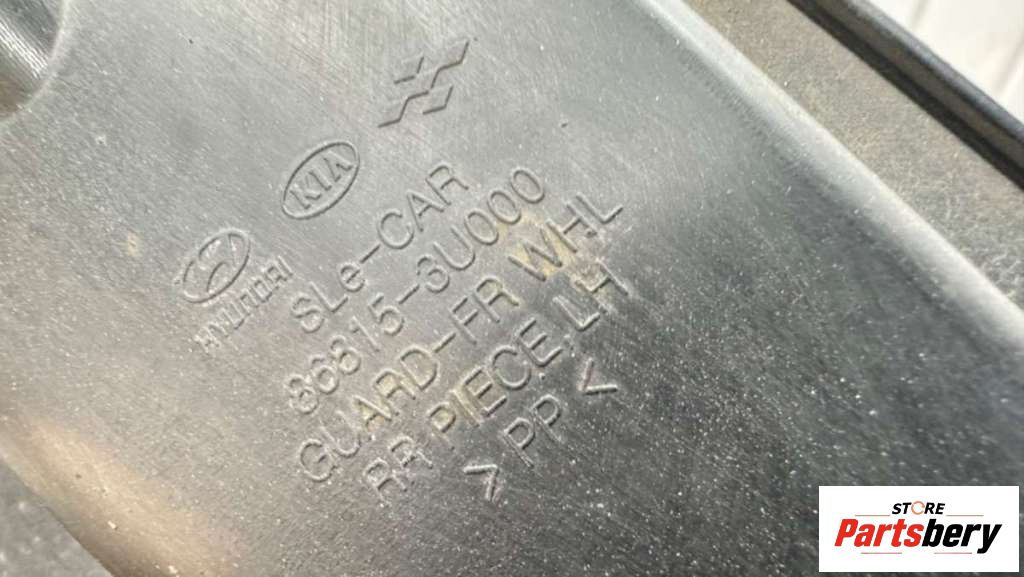 KIA
HYUNDAI
SLe-CAR
86815-3U000
GUARD-FR WHL
RR PIECE,LH
>PP<
STORE
Partsbery